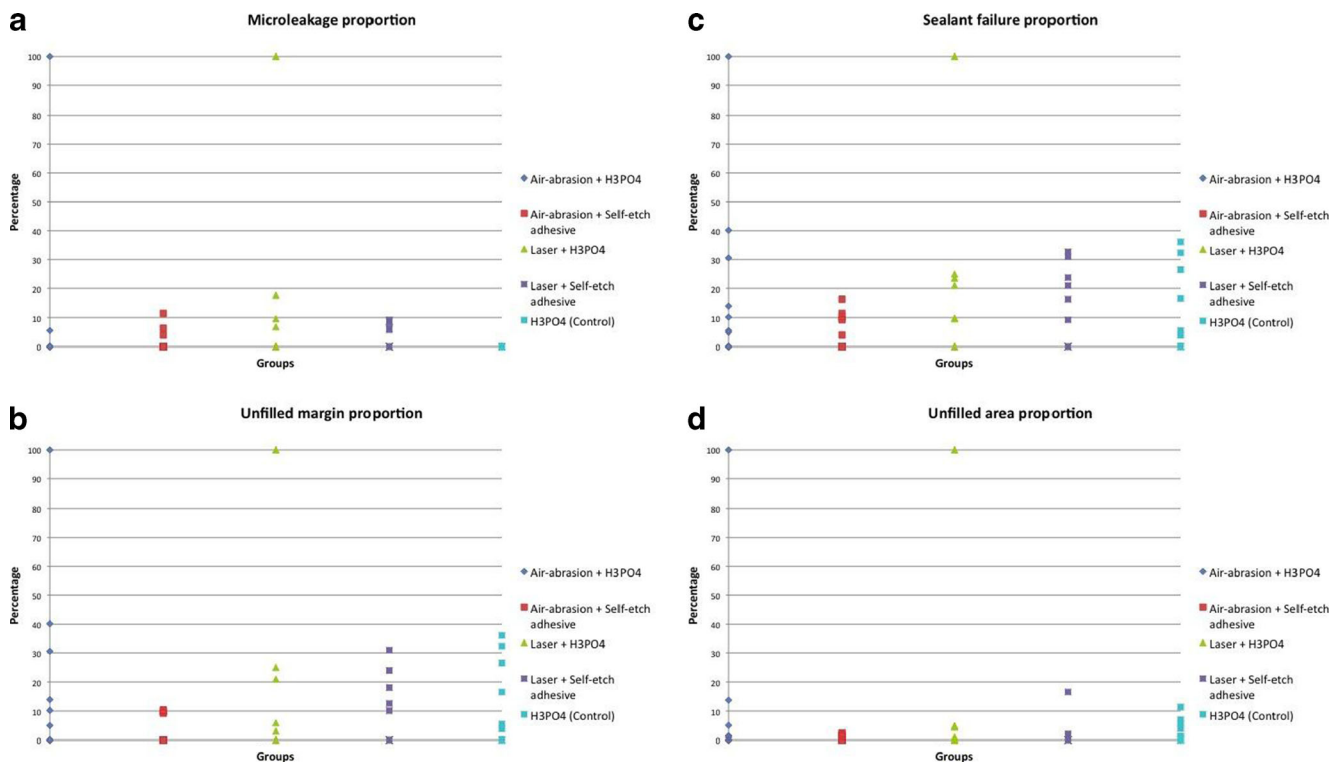 a
Microleakage proportion
Percentage
100
90
80
70
60
50
40
30
20
10
0
Groups
Air-abrasion + H3PO4
Air-abrasion + Self-etch
adhesive
Laser + H3PO4
Laser + Self-etch
adhesive
H3PO4 (Control)
c
Sealant failure proportion
Percentage
100
90
80
70
60
50
40
30
20
10
0
Groups
Air-abrasion + H3PO4
Air-abrasion + Self-etch
adhesive
Laser + H3PO4
Laser + Self-etch
adhesive
H3PO4 (Control)
b
Unfilled margin proportion
Percentage
100
90
80
70
60
50
40
30
20
10
0
Groups
Air-abrasion + H3PO4
Air-abrasion + Self-etch
adhesive
Laser + H3PO4
Laser + Self-etch
adhesive
H3PO4 (Control)
d
Unfilled area proportion
Percentage
100
90
80
70
60
50
40
30
20
10
0
Groups
Air-abrasion + H3PO4
Air-abrasion + Self-etch
adhesive
Laser + H3PO4
Laser + Self-etch
adhesive
H3PO4 (Control)